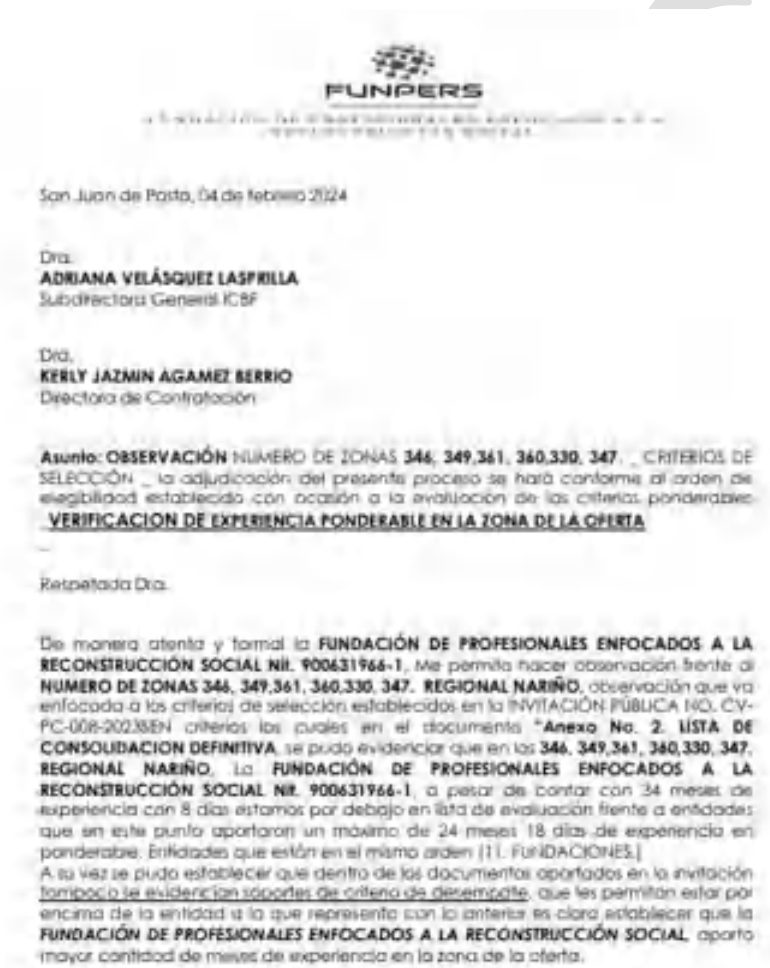 FUNPERS
San Juan de Pasto, 04 de febrero 2024
Dra.
ADRIANA VELÁSQUEZ LASPRILLA
Subdirectora General ICBF
Dra.
KERLY JAZMIN AGAMEZ BERRIO
Directora de Contratación
Asunto: OBSERVACIÓN NUMERO DE ZONAS 346, 349,361, 360,330, 347. _ CRITERIOS DE
SELECCIÓN _ la adjudicación del presente proceso se hará conforme al orden de
elegibilidad establecido con ocasión a la evaluación de los criterios ponderables
_VERIFICACION DE EXPERIENCIA PONDERABLE EN LA ZONA DE LA OFERTA
_
Respetada Dra.
De manera atenta y formal la FUNDACIÓN DE PROFESIONALES ENFOCADOS A LA
RECONSTRUCCIÓN SOCIAL Nit. 900631966-1, Me permito hacer observación frente al
NUMERO DE ZONAS 346, 349,361, 360,330, 347. REGIONAL NARIÑO, observación que va
enfocada a los criterios de selección establecidos en la INVITACIÓN PÚBLICA NO. CV-
PC-008-2023SEN criterios los cuales en el documento "Anexo No. 2. LISTA DE
CONSOLIDACION DEFINITIVA, se pudo evidenciar que en las 346, 349,361, 360,330, 347,
REGIONAL NARIÑO, La FUNDACIÓN DE PROFESIONALES ENFOCADOS A LA
RECONSTRUCCIÓN SOCIAL Nit. 900631966-1, a pesar de contar con 34 meses de
experiencia con 8 días estamos por debajo en lista de evaluación frente a entidades
que en este punto aportaron un máximo de 24 meses 18 días de experiencia en
ponderable. Entidades que están en el mismo orden (11. FUNDACIONES.)
A su vez se pudo establecer que dentro de los documentos aportados en la invitación
tampoco se evidencian soportes de criterio de desempate, que les permitan estar por
encima de la entidad a la que represento con lo anterior es claro establecer que la
FUNDACIÓN DE PROFESIONALES ENFOCADOS A LA RECONSTRUCCIÓN SOCIAL, aporto
mayor cantidad de meses de experiencia en la zona de la oferta.